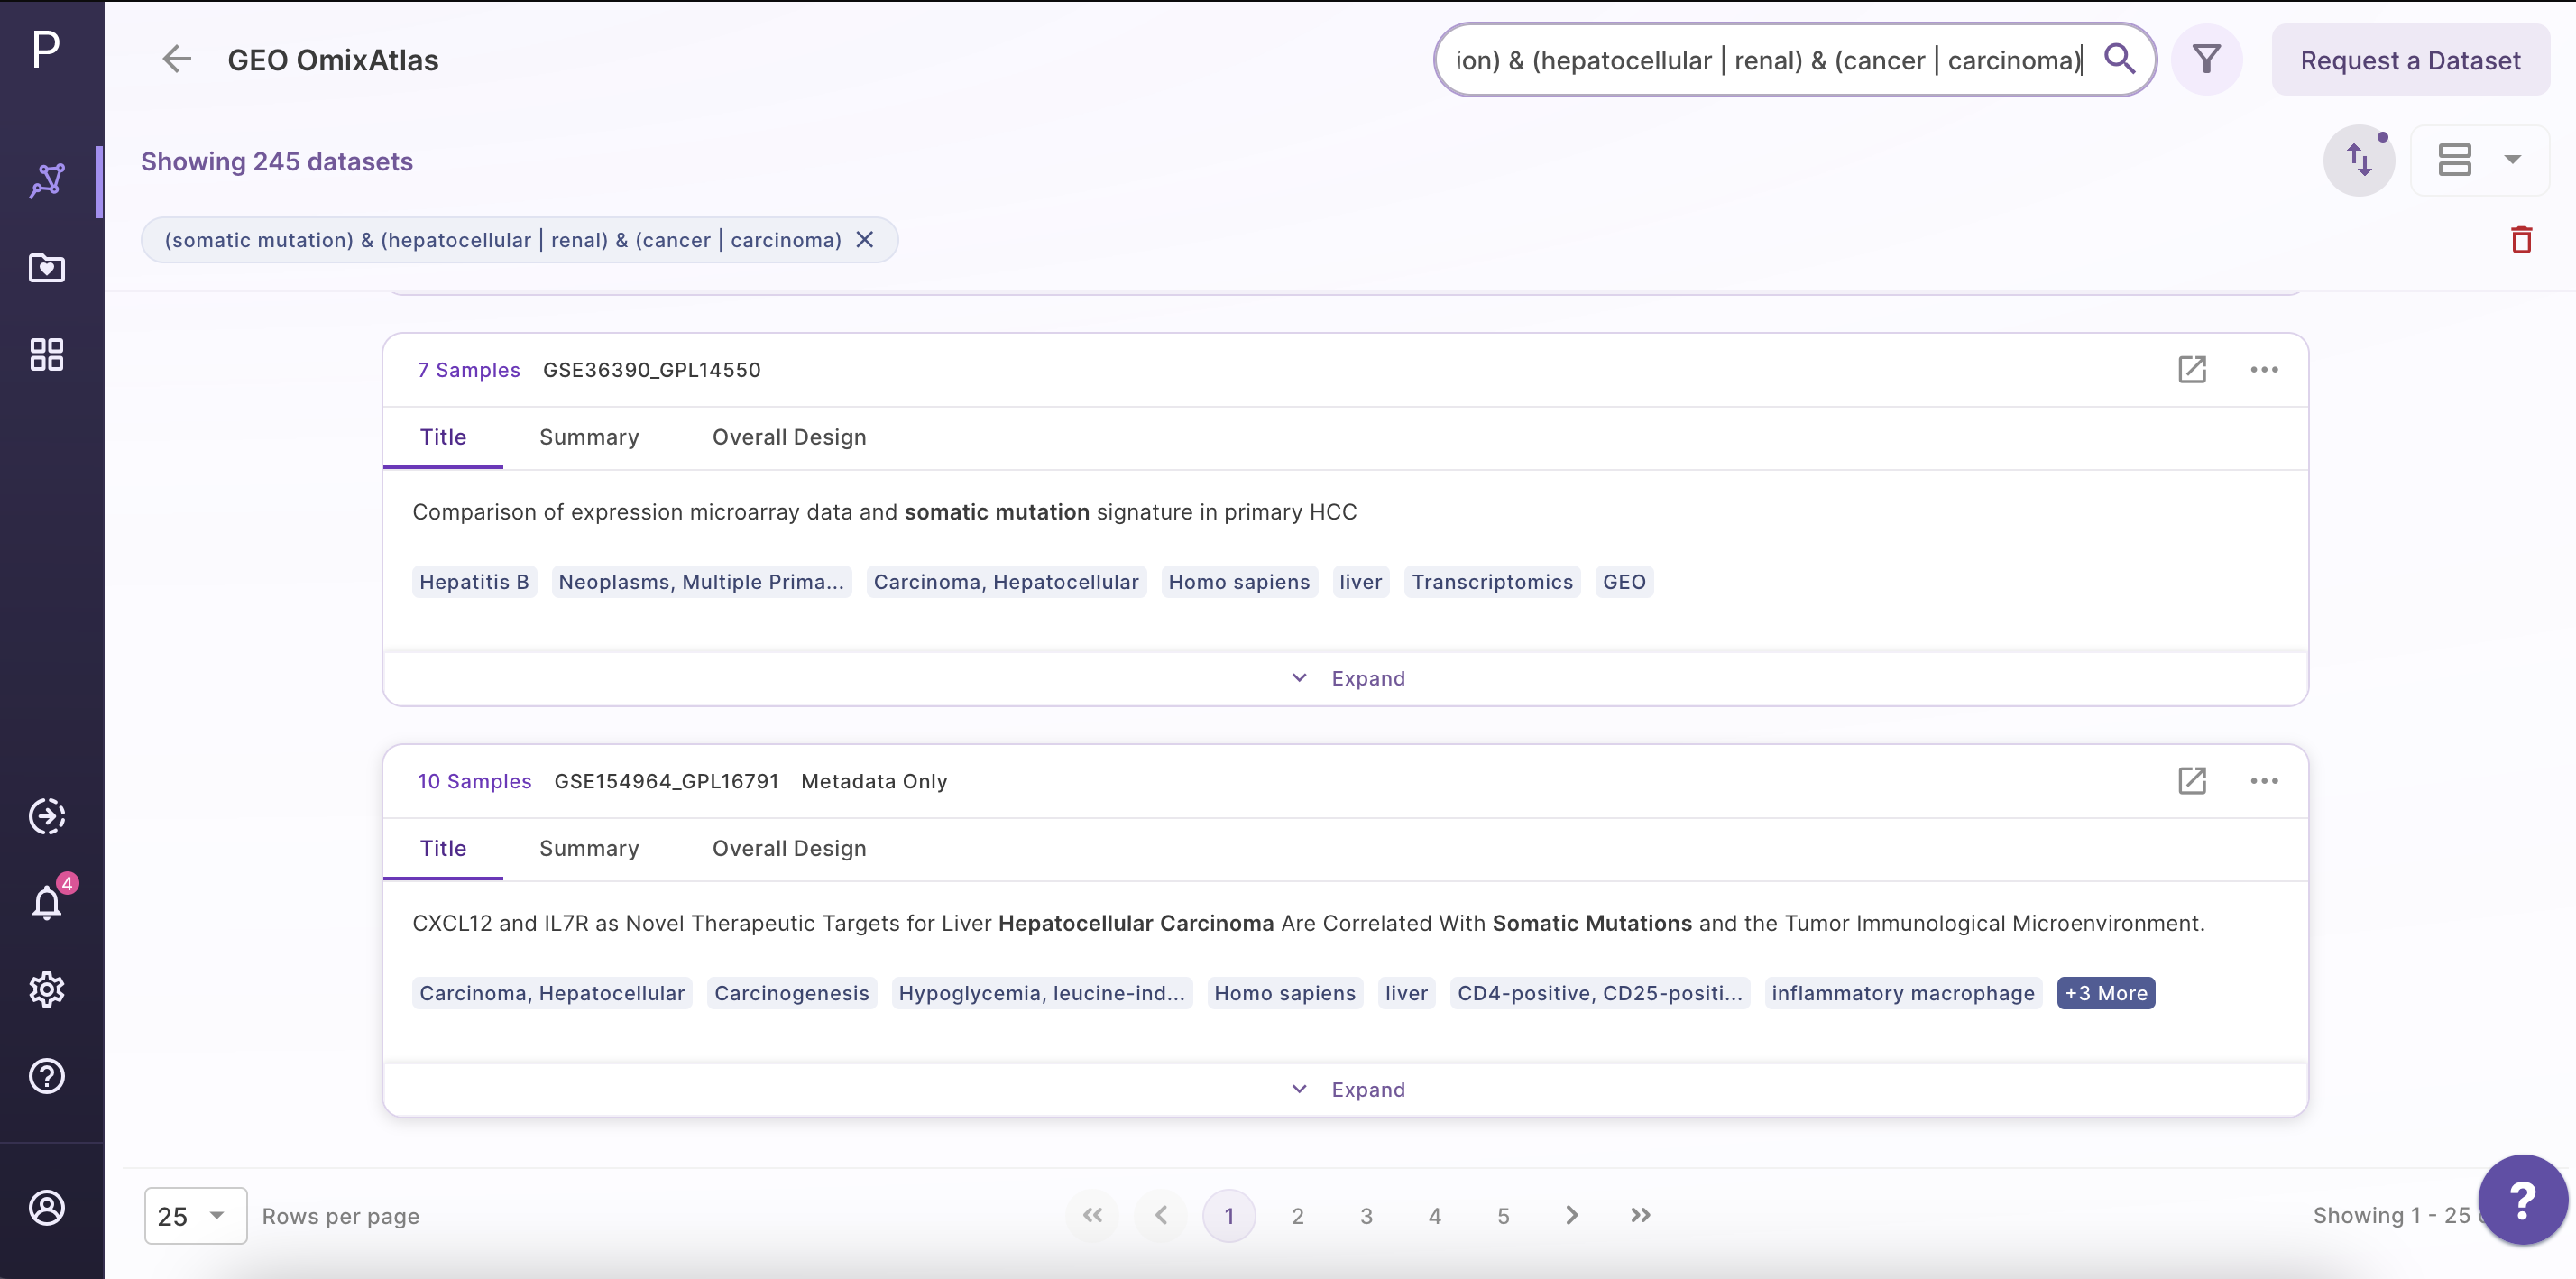 P
GEO OmixAtlas
ion) & (hepatocellular | renal) & (cancer | carcinoma)
Request a Dataset
Showing 245 datasets
(somatic mutation) & (hepatocellular | renal) & (cancer | carcinoma)
7 Samples GSE36390_GPL14550
Title Summary Overall Design
Comparison of expression microarray data and somatic mutation signature in primary HCC
Hepatitis B Neoplasms, Multiple Prima... Carcinoma, Hepatocellular Homo sapiens liver Transcriptomics GEO
Expand
10 Samples GSE154964_GPL16791 Metadata Only
Title Summary Overall Design
CXCL12 and IL7R as Novel Therapeutic Targets for Liver Hepatocellular Carcinoma Are Correlated With Somatic Mutations and the Tumor Immunological Microenvironment.
Carcinoma, Hepatocellular Carcinogenesis Hypoglycemia, leucine-ind... Homo sapiens liver CD4-positive, CD25-positi... inflammatory macrophage +3 More
Expand
4
25 Rows per page
1 2 3 4 5
Showing 1 - 25
?